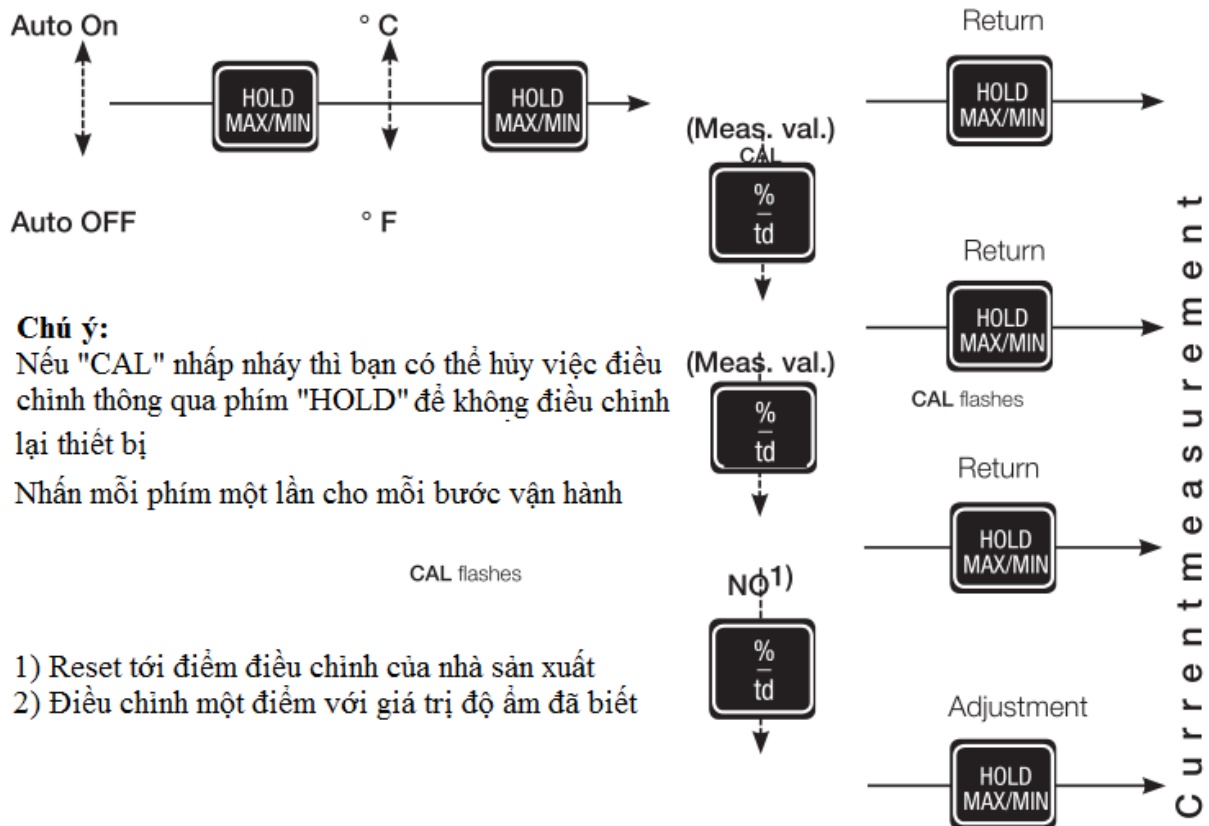 Auto On
° C
Return
HOLD
MAX/MIN
HOLD
MAX/MIN
HOLD
MAX/MIN
(Meas. val.)
CAL
%
td
Auto OFF
° F
Return
HOLD
MAX/MIN
CAL flashes
Chú ý:
Nếu "CAL" nhấp nháy thì bạn có thể hủy việc điều
chỉnh thông qua phím "HOLD" để không điều chỉnh
lại thiết bị
Nhấn mỗi phím một lần cho mỗi bước vận hành
(Meas. val.)
%
td
Return
HOLD
MAX/MIN
CAL flashes
NO1)
%
td
1) Reset tới điểm điều chỉnh của nhà sản xuất
2) Điều chỉnh một điểm với giá trị độ ẩm đã biết
Adjustment
HOLD
MAX/MIN
Current measurement